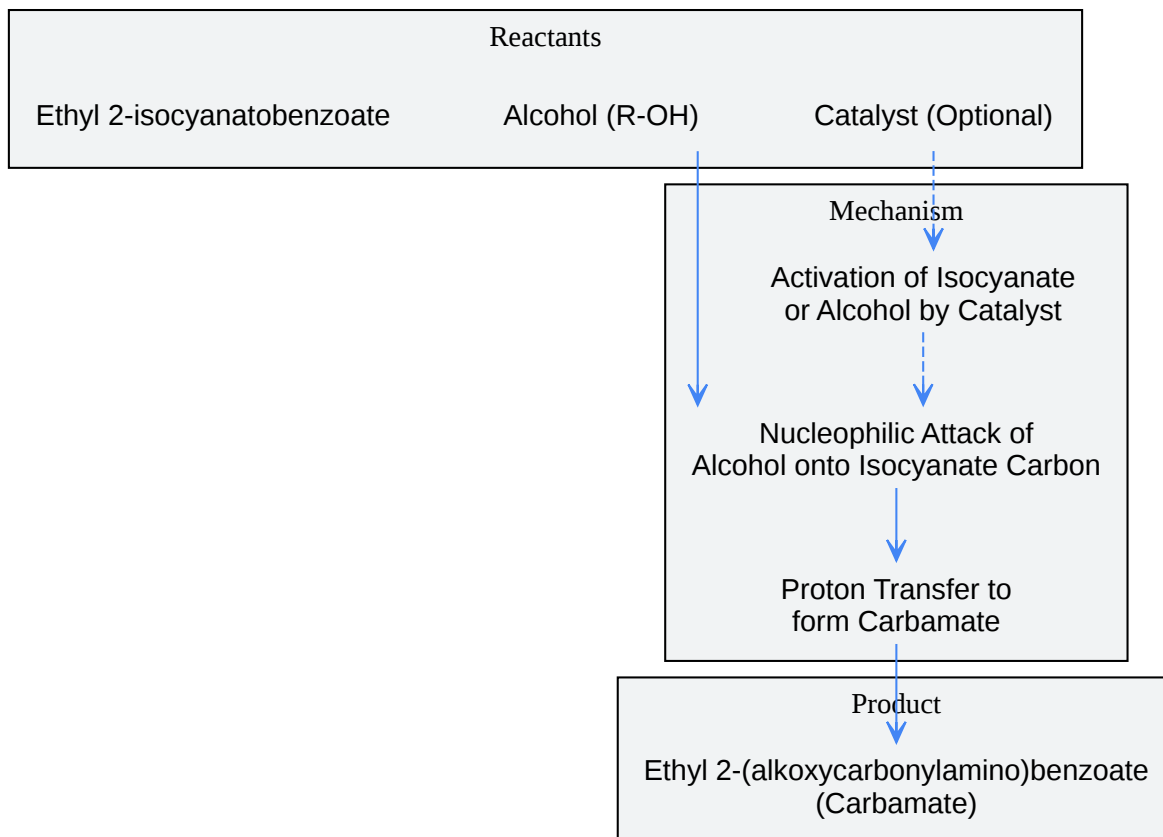 Reactants
Ethyl 2-isocyanatobenzoate
Alcohol (R-OH)
Catalyst (Optional)
Mechanism
Activation of Isocyanate
or Alcohol by Catalyst
Nucleophilic Attack of
Alcohol onto Isocyanate Carbon
Proton Transfer to
form Carbamate
Product
Ethyl 2-(alkoxycarbonylamino)benzoate
(Carbamate)